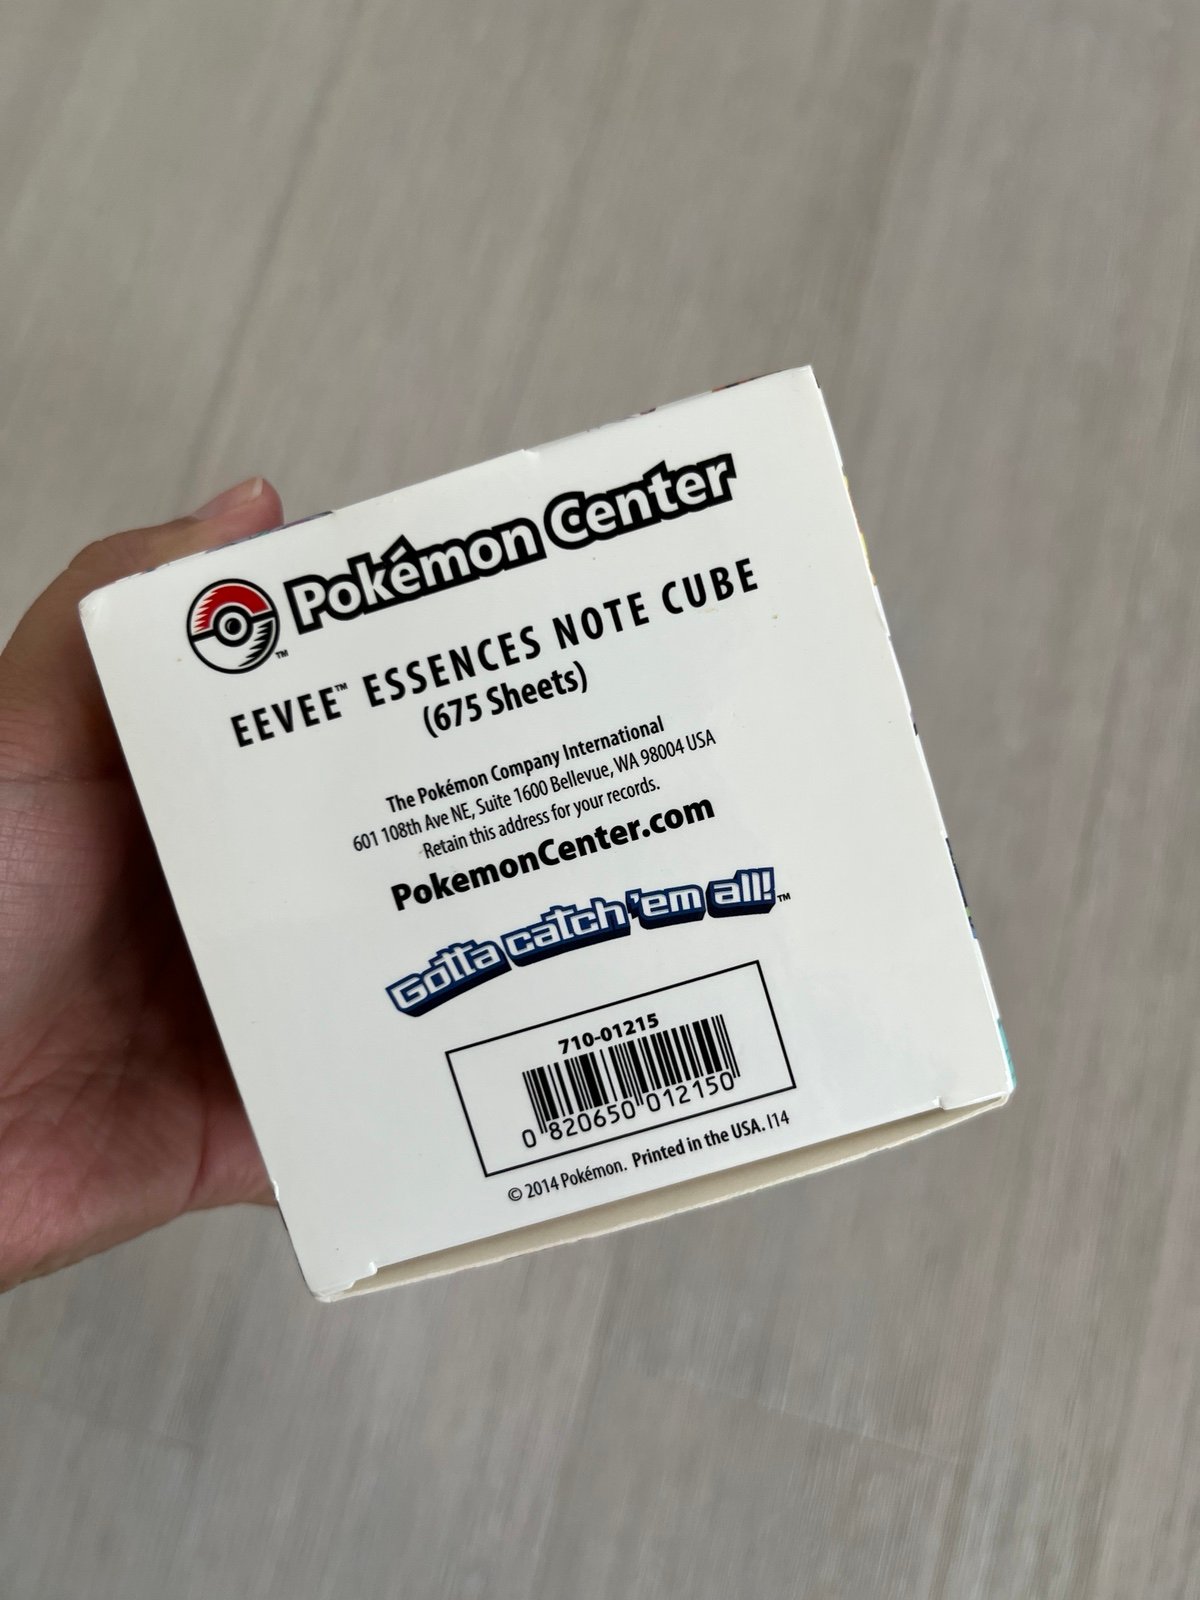 Pokémon Center
TM
EEVEE™ ESSENCES NOTE CUBE
(675 Sheets)
The Pokémon Company International
601 108th Ave NE, Suite 1600 Bellevue, WA 98004 USA
Retain this address for your records.
PokemonCenter.com
Gotta catch 'em all!™
710-01215
0 820650 012150
© 2014 Pokémon. Printed in the USA. I14